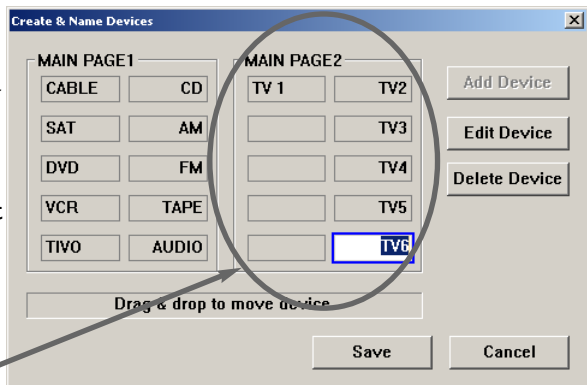 Create & Name Devices
MAIN PAGE1
CABLE CD
SAT AM
DVD FM
VCR TAPE
TIVO AUDIO
MAIN PAGE2
TV 1 TV2
TV3
TV4
TV5
TV6
Add Device
Edit Device
Delete Device
Drag & drop to move device
Save Cancel